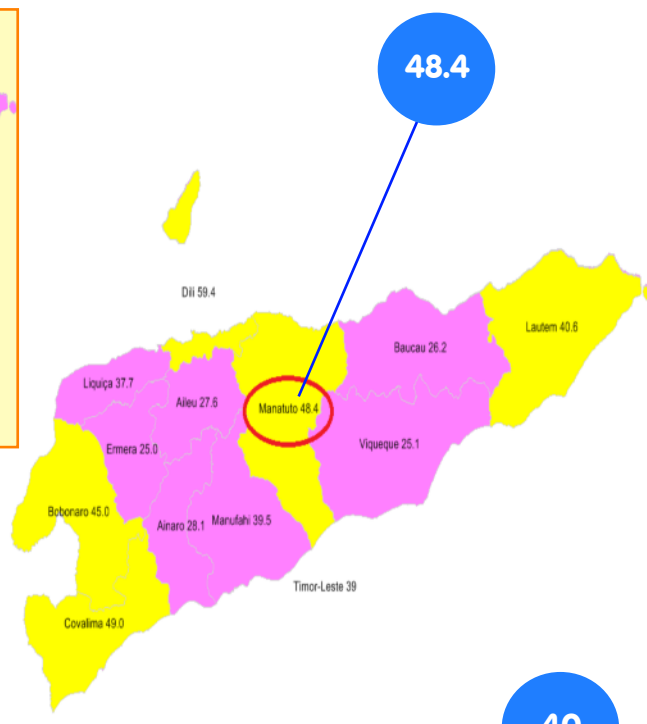 48.4
Dili 59.4
Lautem 40.6
Baucau 26.2
Liquiça 37.7
Aileu 27.6
Manatuto 48.4
Viqueque 25.1
Ermera 25.0
Bobonaro 45.0
Ainaro 28.1
Manufahi 39.5
Timor-Leste 39
Covalima 49.0